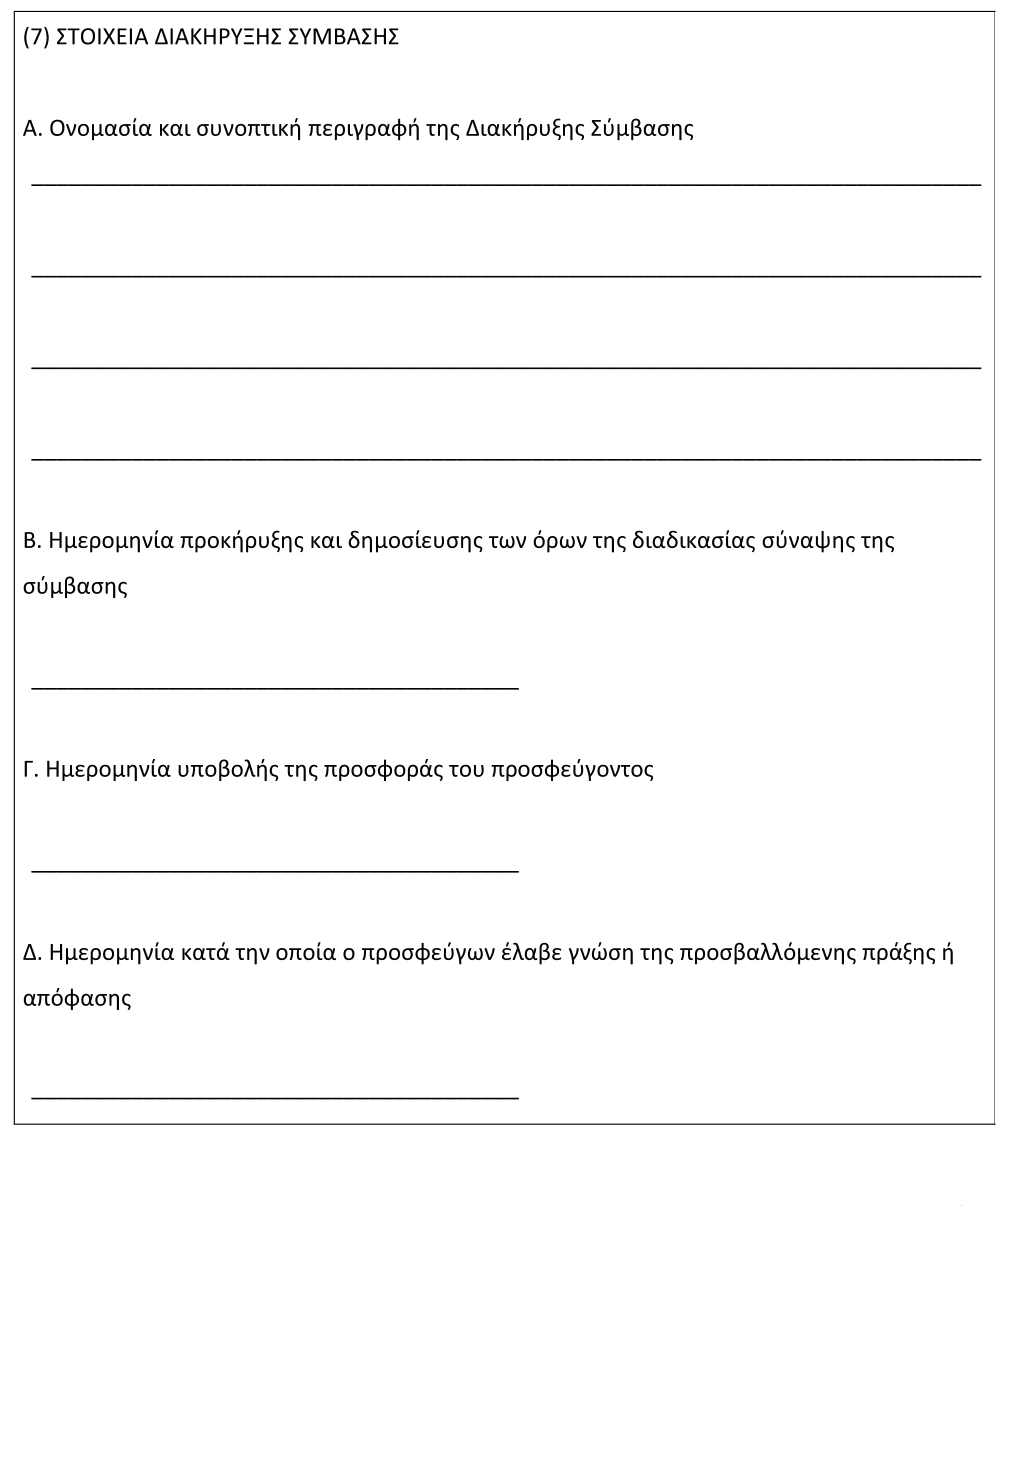 (7) ΣΤΟΙΧΕΙΑ ΔΙΑΚΗΡΥΞΗΣ ΣΥΜΒΑΣΗΣ
Α. Ονομασία και συνοπτική περιγραφή της Διακήρυξης Σύμβασης
Β. Ημερομηνία προκήρυξης και δημοσίευσης των όρων της διαδικασίας σύναψης της
σύμβασης
Γ. Ημερομηνία υποβολής της προσφοράς του προσφεύγοντος
Δ. Ημερομηνία κατά την οποία ο προσφεύγων έλαβε γνώση της προσβαλλόμενης πράξης ή
απόφασης